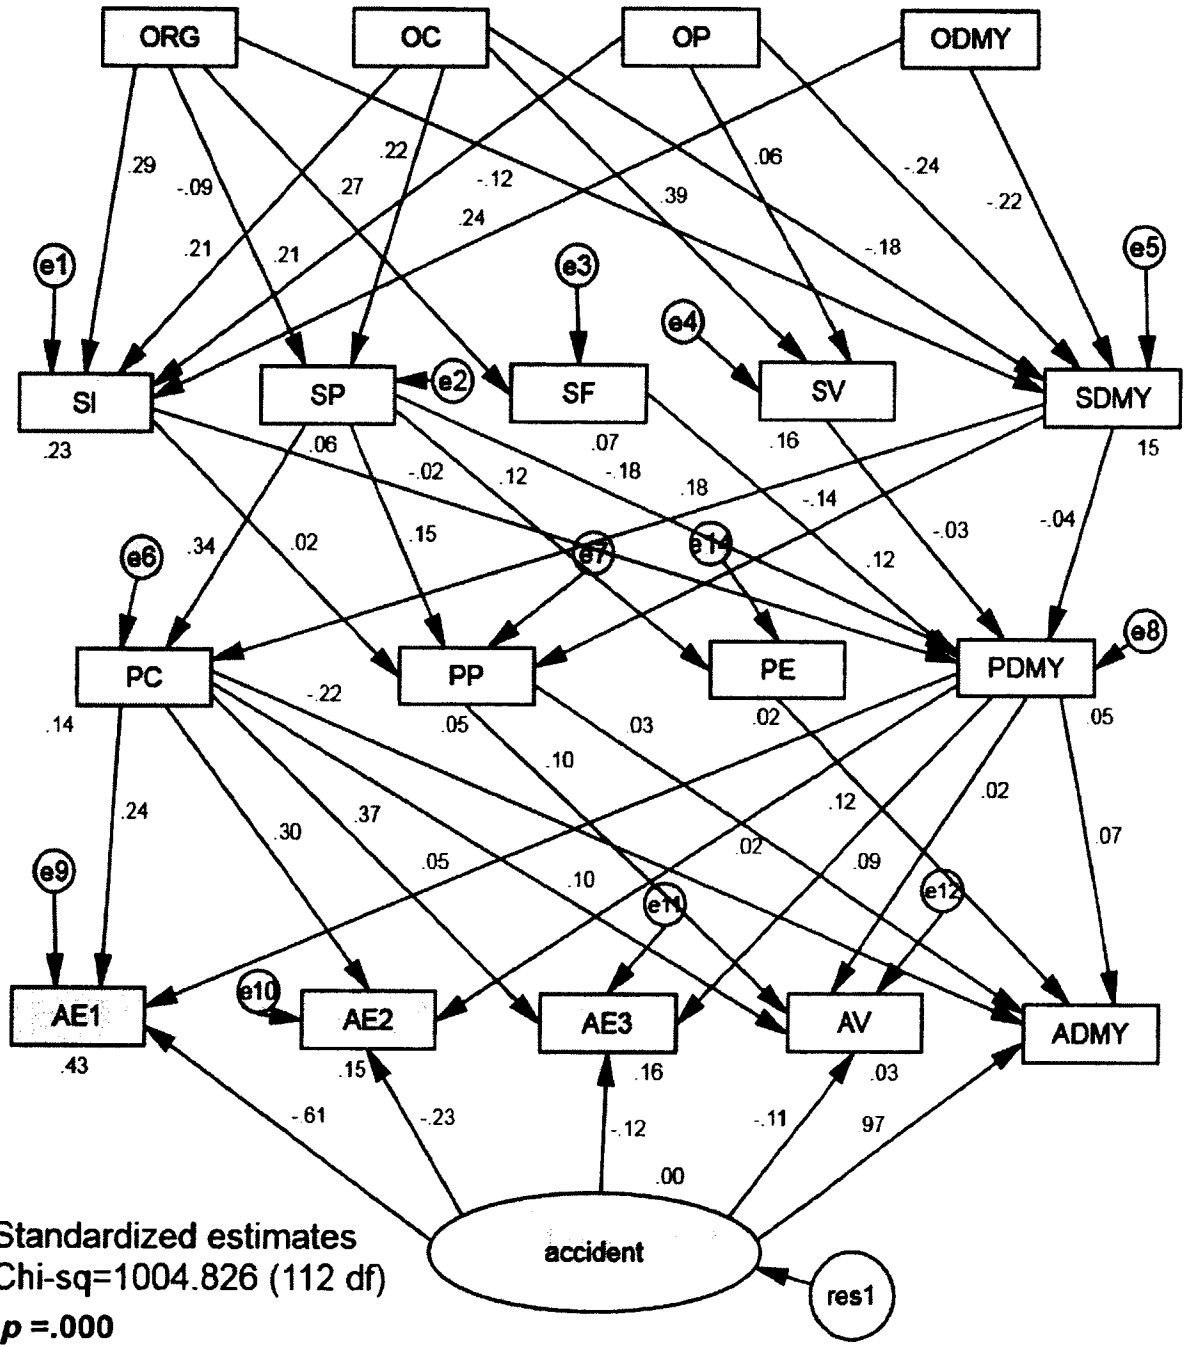 ORG OC OP ODMY
.29 -.09 .27 .22 -.12 .39 .06 -.24 -.22
.21 .21 .24 -.18
e1 e3 e4 e5
SI SP e2 SF SV SDMY
.23 .06 .07 .16 15
-.02 .12 -.18 .18 -.14
.34 .02 .15 -.03 -.04
e6 e7 e14 .12
e8
PC PP PE PDMY
.14 -.22 .05 .03 .02 .05
.10
.24 .30 .37 .12 .02 .07
.05 .10 .02 .09
e9 e11 e12
e10
AE1 AE2 AE3 AV ADMY
.43 .15 .16 .03
-.61 -.23 -.12 -.11 97
.00
accident
res1
Standardized estimates
Chi-sq=1004.826 (112 df)
p =.000